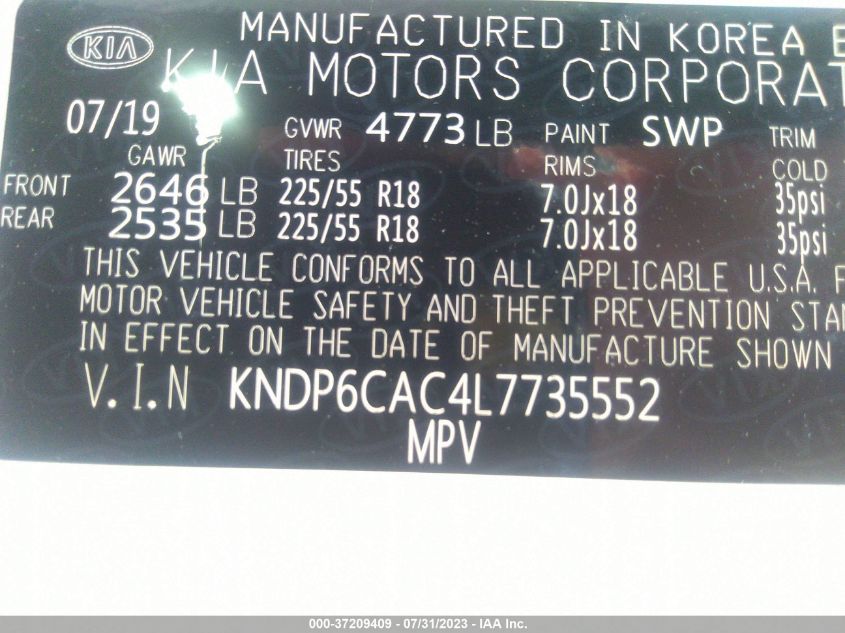 MANUFACTURED IN KOREA B
KIA
KIA MOTORS CORPORAT
07/19 GVWR 4773 LB PAINT SWP TRIM
GAWR TIRES RIMS COLD
FRONT 2646 LB 225/55 R18 7.0Jx18 35psi
REAR 2535 LB 225/55 R18 7.0Jx18 35psi
THIS VEHICLE CONFORMS TO ALL APPLICABLE U.S.A. F
MOTOR VEHICLE SAFETY AND THEFT PREVENTION STAN
IN EFFECT ON THE DATE OF MANUFACTURE SHOWN
V.I.N KNDP6CAC4L7735552
MPV
000-37209409 - 07/31/2023 - IAA Inc.